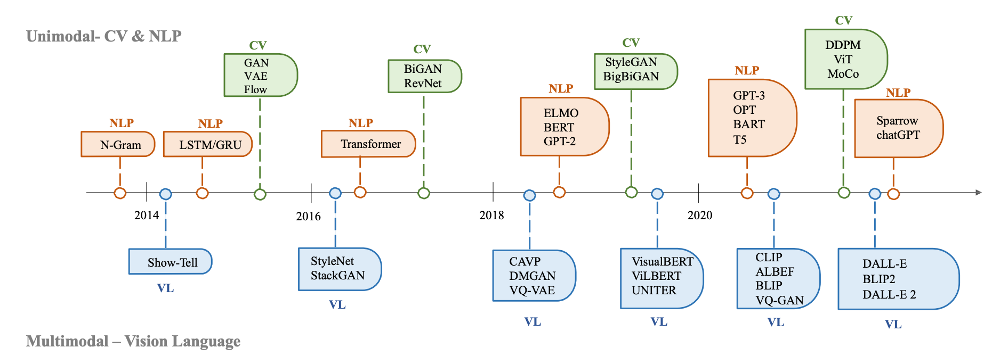 Unimodal- CV & NLP
CV
GAN
VAE
Flow
CV
BiGAN
RevNet
CV
StyleGAN
BigBiGAN
CV
DDPM
ViT
MoCo
NLP
N-Gram
NLP
LSTM/GRU
NLP
Transformer
NLP
ELMO
BERT
GPT-2
NLP
GPT-3
OPT
BART
T5
NLP
Sparrow
chatGPT
2014
2016
2018
2020
Show-Tell
VL
StyleNet
StackGAN
VL
CAVP
DMGAN
VQ-VAE
VL
VisualBERT
ViLBERT
UNITER
VL
CLIP
ALBEF
BLIP
VQ-GAN
VL
DALL-E
BLIP2
DALL-E 2
VL
Multimodal – Vision Language